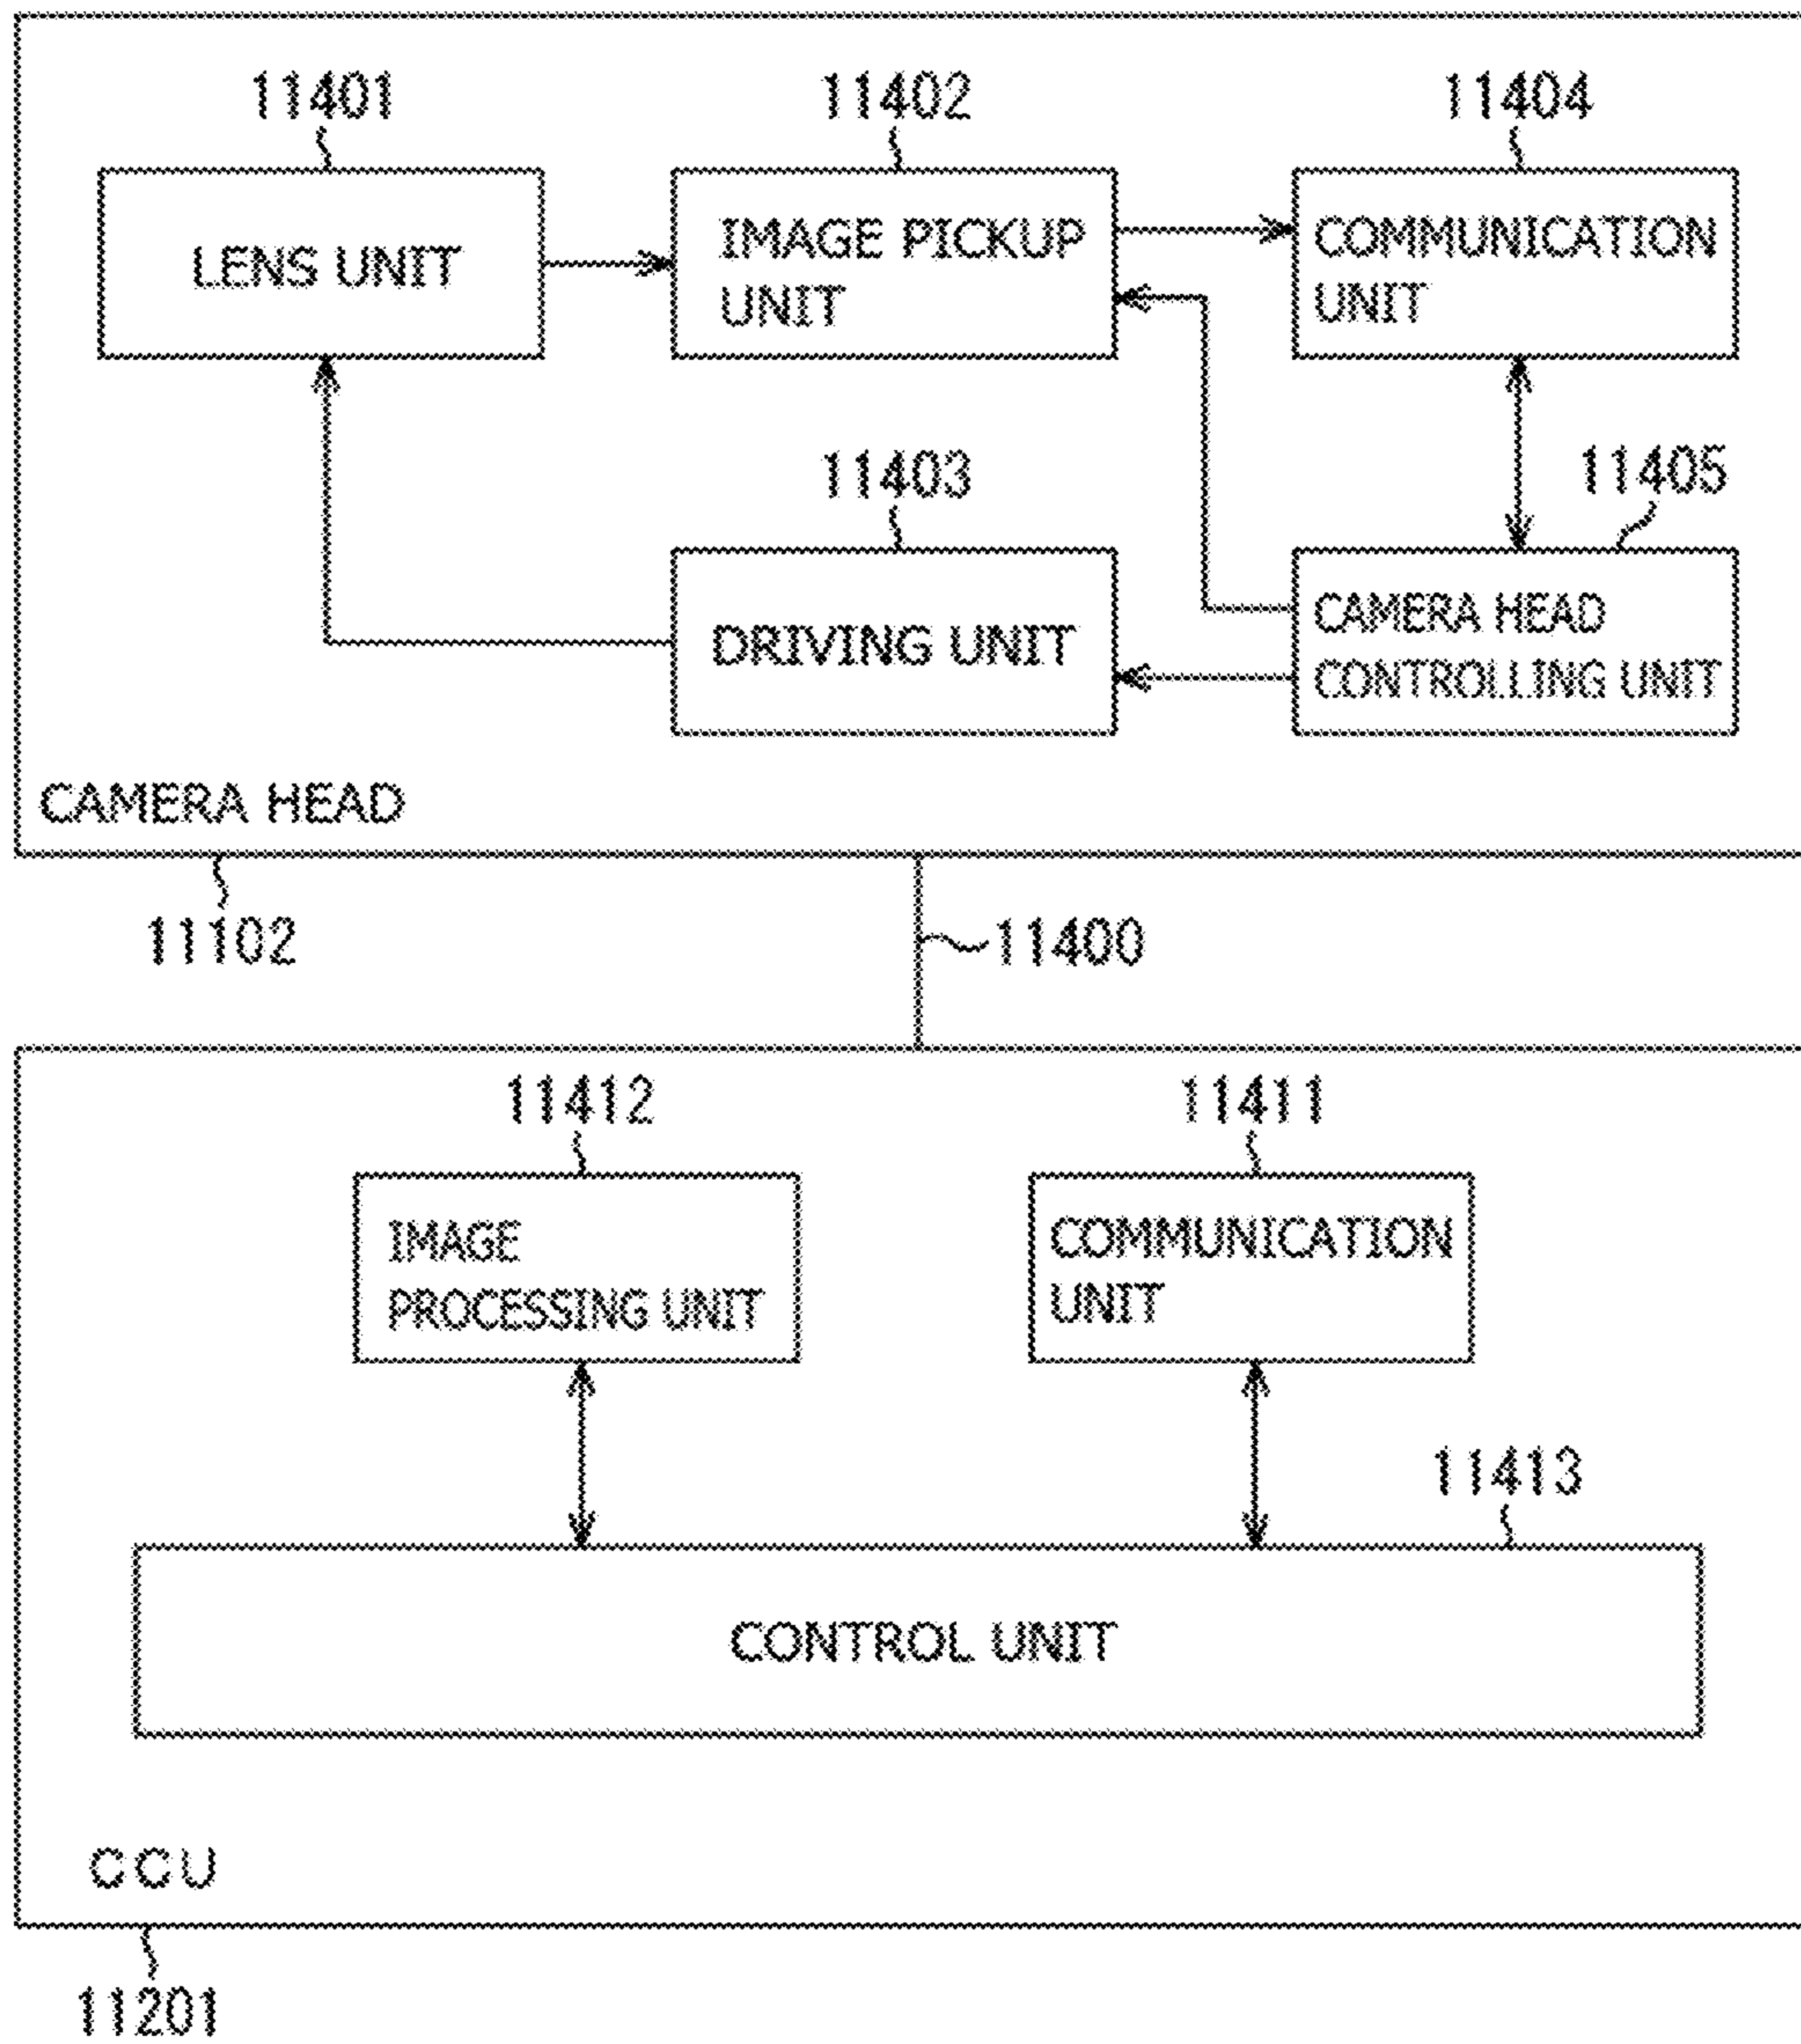 11401
11402
11404
LENS UNIT
IMAGE PICKUP
UNIT
COMMUNICATION
UNIT
11403
11405
DRIVING UNIT
CAMERA HEAD
CONTROLLING UNIT
CAMERA HEAD
11102
11400
11412
11411
IMAGE
PROCESSING UNIT
COMMUNICATION
UNIT
11413
CONTROL UNIT
CCU
11201